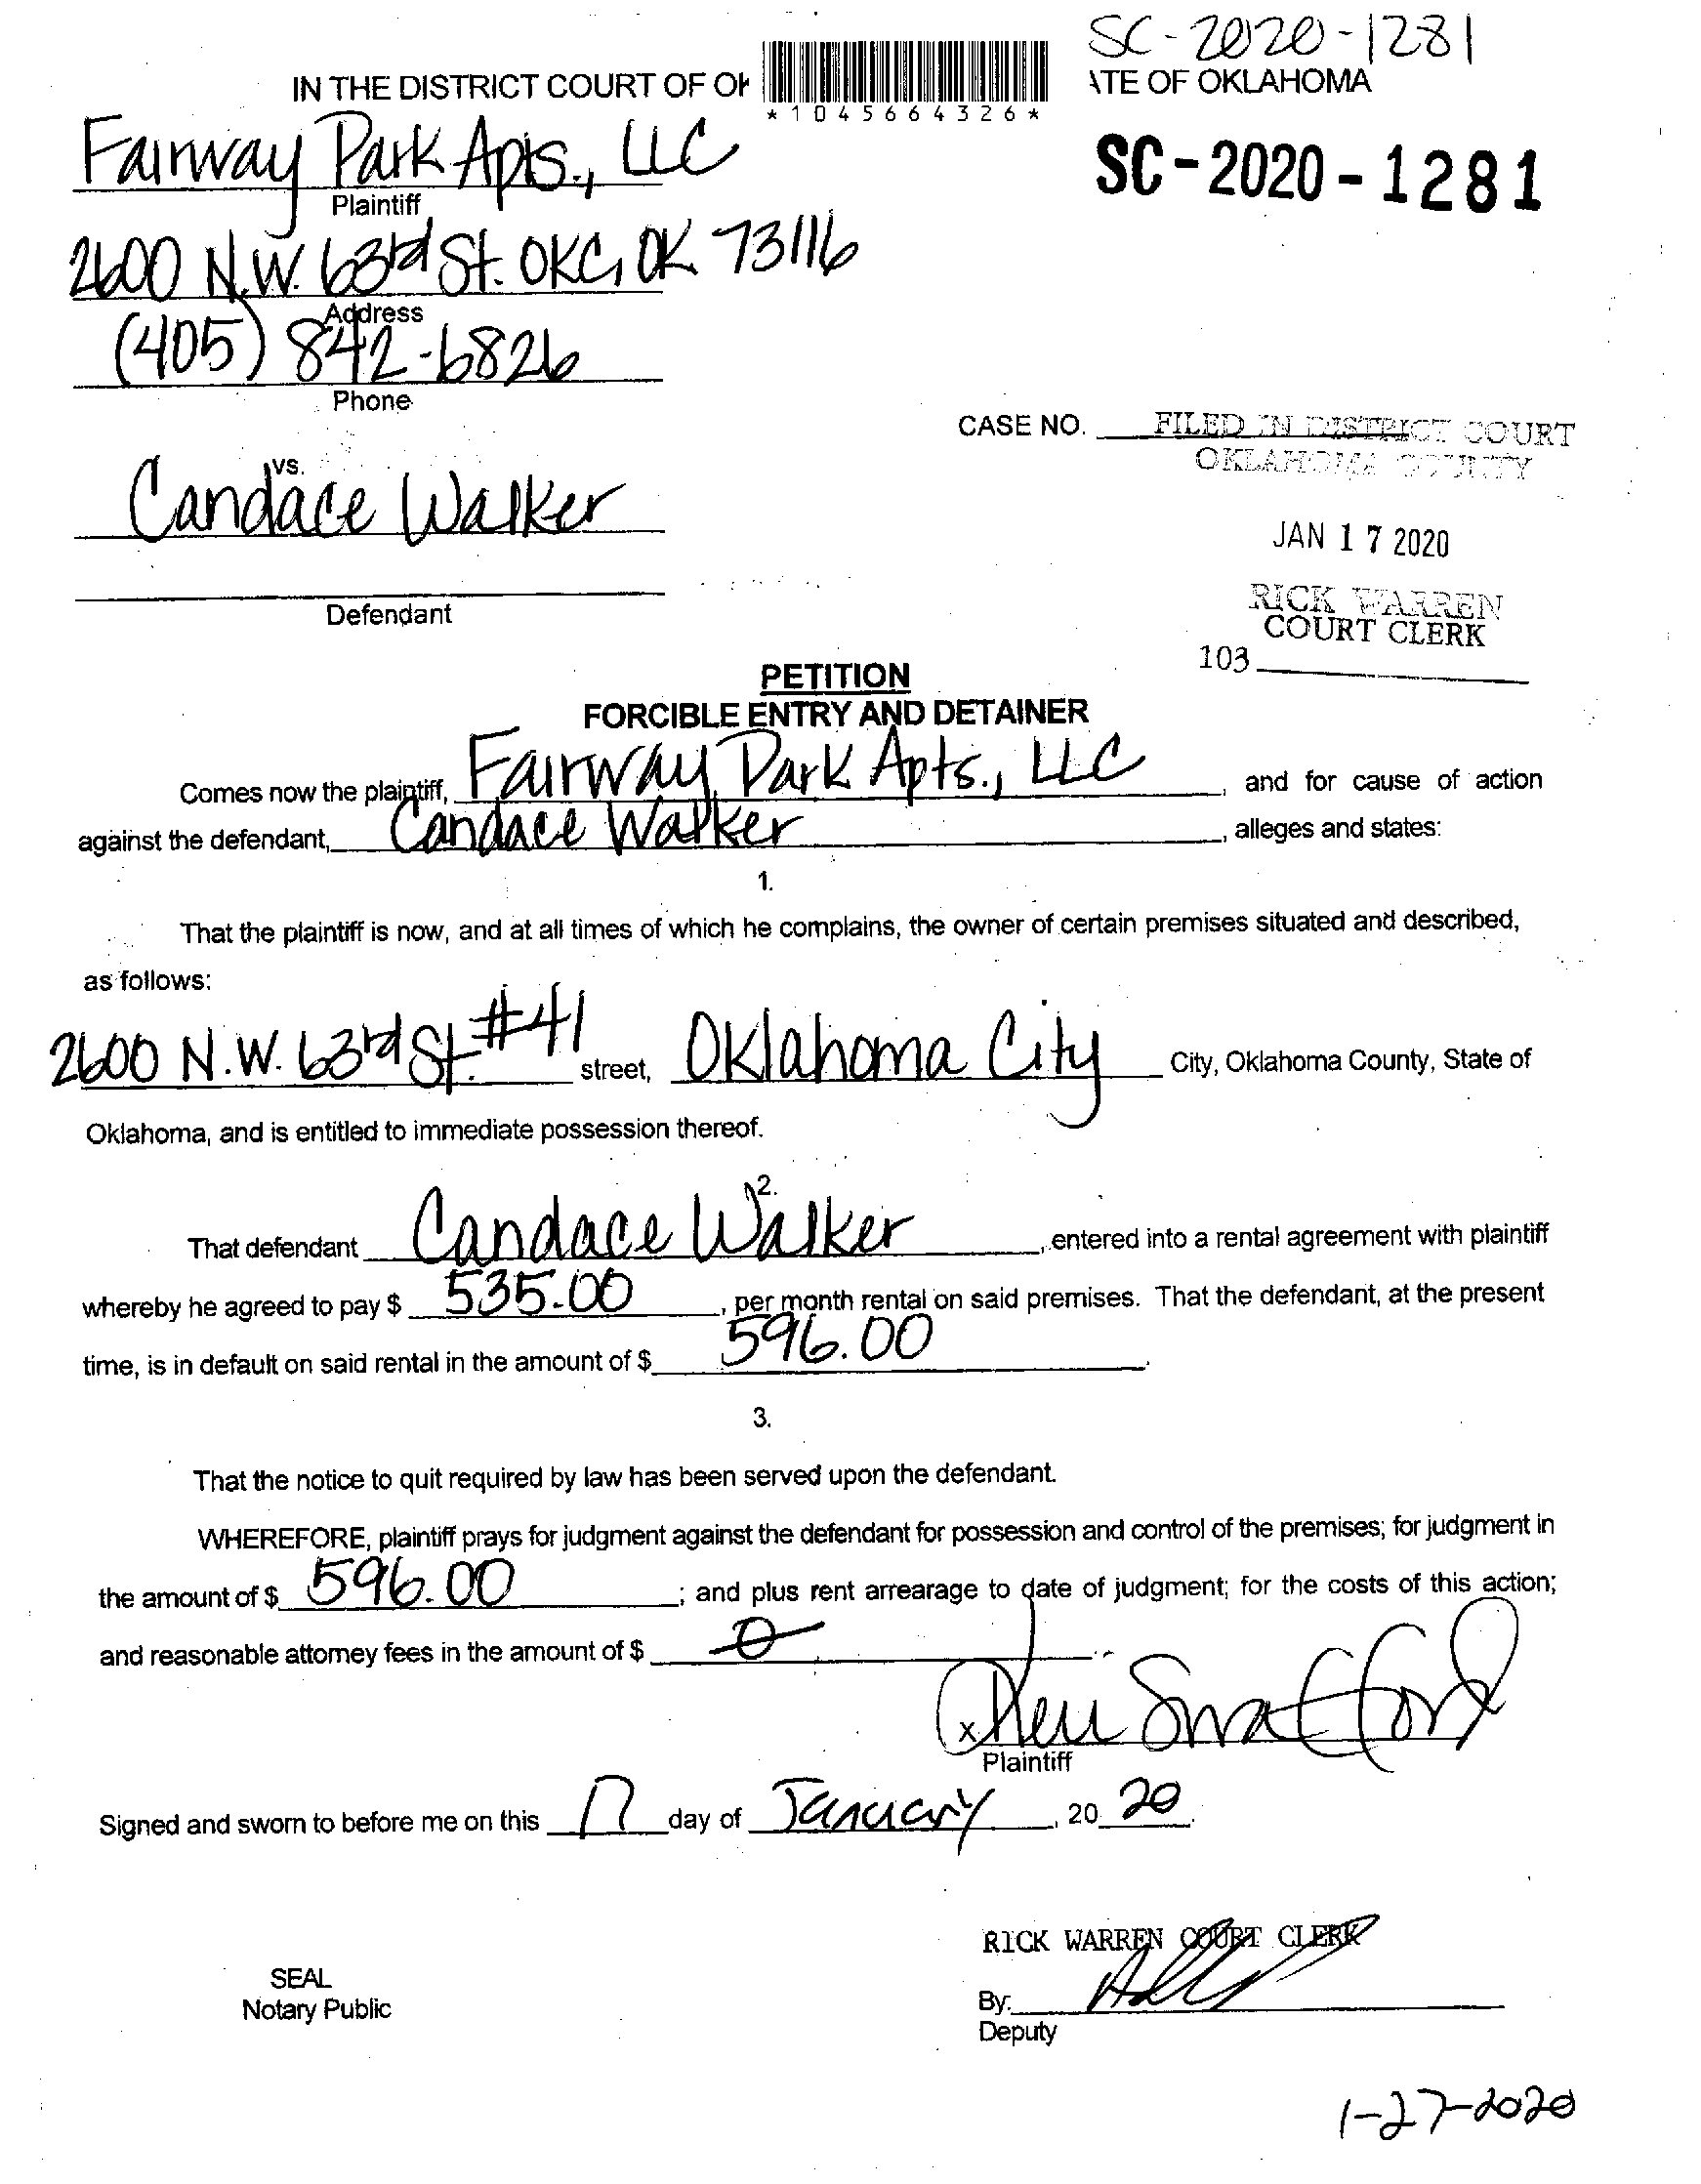 SC-2020-1281
IN THE DISTRICT COURT OF OK
ATE OF OKLAHOMA
*1045664326*
Fairway Park Apts., LLC
SC-2020-1281
Plaintiff
2600 N.W. 63rd St. OKC, OK 73116
Address
(405) 842-6826
Phone
CASE NO.
FILED IN DISTRICT COURT
OKLAHOMA COUNTY
vs.
Candace Walker
JAN 17 2020
Defendant
RICK WARREN
COURT CLERK
103
PETITION
FORCIBLE ENTRY AND DETAINER
Comes now the plaintiff, Fairway Park Apts., LLC, and for cause of action
against the defendant, Candace Walker, alleges and states:
1.
That the plaintiff is now, and at all times of which he complains, the owner of certain premises situated and described,
as follows:
2600 N.W. 63rd St. #41 street, Oklahoma City City, Oklahoma County, State of
Oklahoma, and is entitled to immediate possession thereof.
2.
That defendant Candace Walker, entered into a rental agreement with plaintiff
whereby he agreed to pay $ 535.00, per month rental on said premises. That the defendant, at the present
time, is in default on said rental in the amount of $ 596.00.
3.
That the notice to quit required by law has been served upon the defendant.
WHEREFORE, plaintiff prays for judgment against the defendant for possession and control of the premises; for judgment in
the amount of $ 596.00; and plus rent arrearage to date of judgment; for the costs of this action;
and reasonable attorney fees in the amount of $ 0.
x
Plaintiff
Signed and sworn to before me on this 17 day of January, 20 20.
RICK WARREN COURT CLERK
SEAL
Notary Public
By:
Deputy
1-27-2020